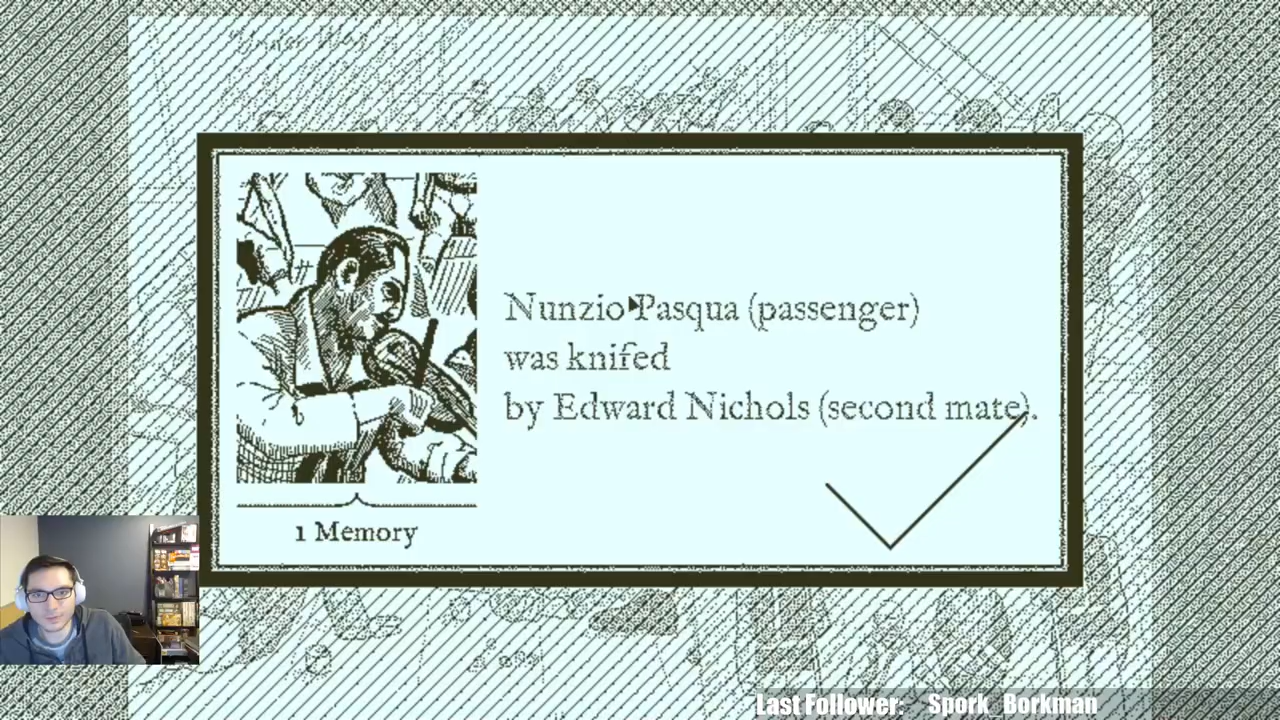 Nunzio Pasqua (passenger)
was knifed
by Edward Nichols (second mate).
1 Memory
Last Follower: Spork_Borkman